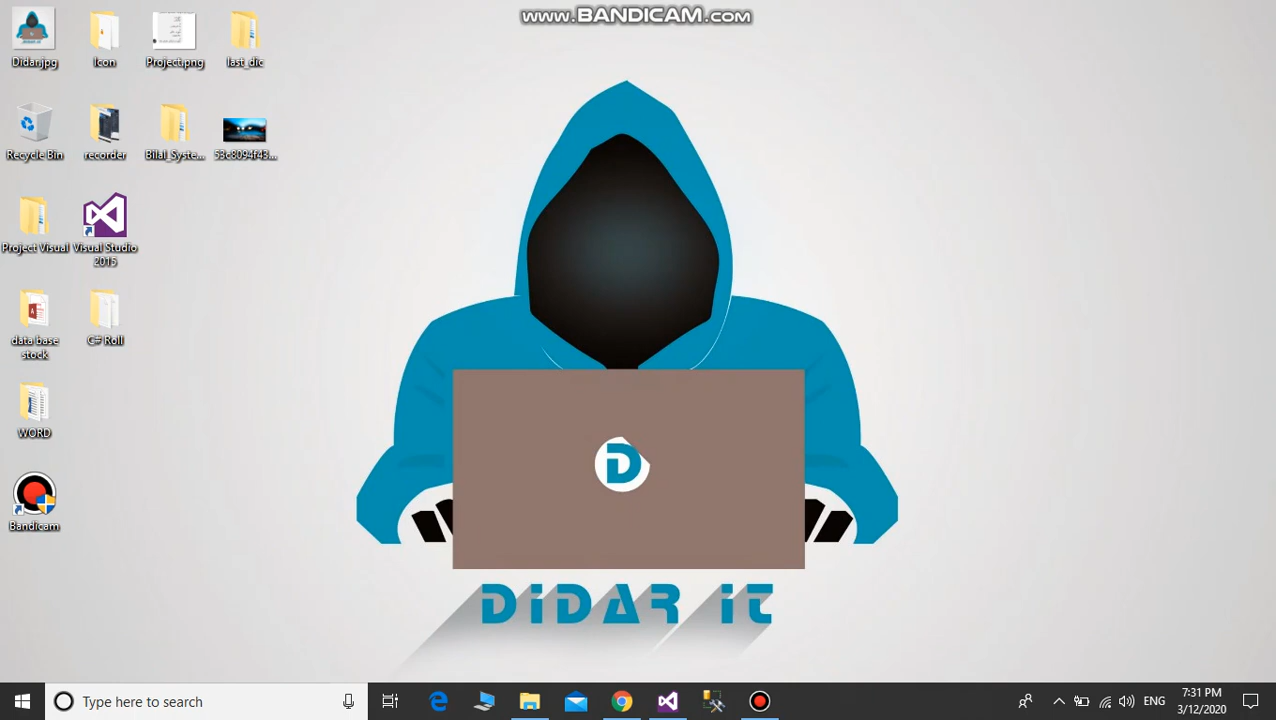 WWW.BANDICAM.COM
Didar.jpg
Icon
Project.png
last_dic
Recycle Bin
recorder
Bilal_Syste...
53c8094f43...
Project Visual
Visual Studio
2015
data base
stock
C# Roll
WORD
Bandicam
D
DiDAR iT
Type here to search
ENG
7:31 PM
3/12/2020